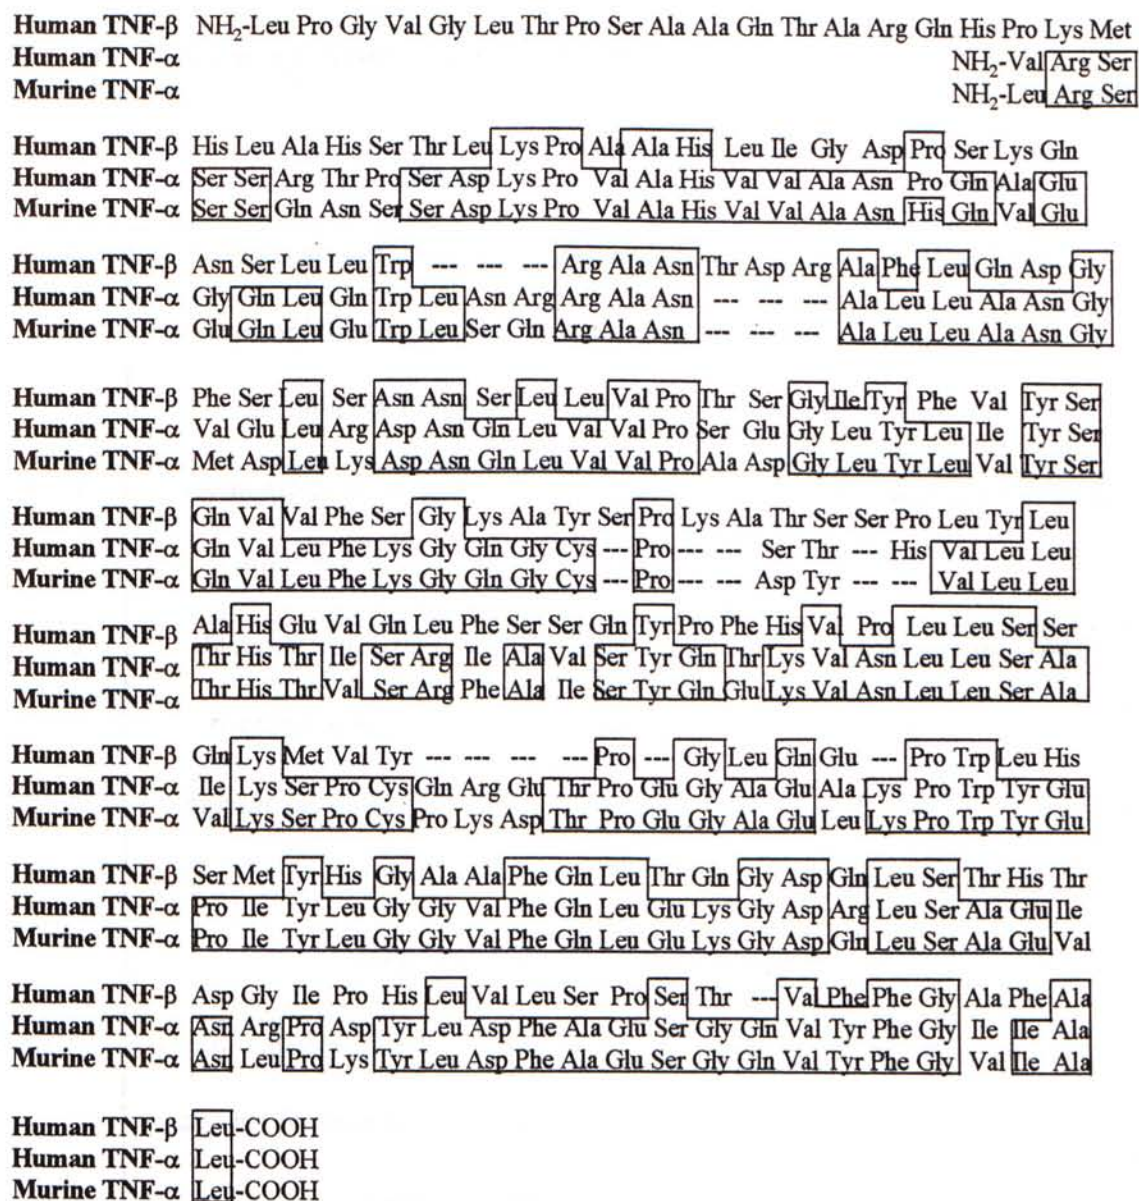 Human TNF-β NH₂-Leu Pro Gly Val Gly Leu Thr Pro Ser Ala Ala Gln Thr Ala Arg Gln His Pro Lys Met
Human TNF-α NH₂-Val Arg Ser
Murine TNF-α NH₂-Leu Arg Ser
Human TNF-β His Leu Ala His Ser Thr Leu Lys Pro Ala Ala His Leu Ile Gly Asp Pro Ser Lys Gln
Human TNF-α Ser Ser Arg Thr Pro Ser Asp Lys Pro Val Ala His Val Val Ala Asn Pro Gln Ala Glu
Murine TNF-α Ser Ser Gln Asn Ser Ser Asp Lys Pro Val Ala His Val Val Ala Asn His Gln Val Glu
Human TNF-β Asn Ser Leu Leu Trp --- --- --- Arg Ala Asn Thr Asp Arg Ala Phe Leu Gln Asp Gly
Human TNF-α Gly Gln Leu Gln Trp Leu Asn Arg Arg Ala Asn --- --- --- Ala Leu Leu Ala Asn Gly
Murine TNF-α Glu Gln Leu Glu Trp Leu Ser Gln Arg Ala Asn --- --- --- Ala Leu Leu Ala Asn Gly
Human TNF-β Phe Ser Leu Ser Asn Asn Ser Leu Leu Val Pro Thr Ser Gly Ile Tyr Phe Val Tyr Ser
Human TNF-α Val Glu Leu Arg Asp Asn Gln Leu Val Val Pro Ser Glu Gly Leu Tyr Leu Ile Tyr Ser
Murine TNF-α Met Asp Leu Lys Asp Asn Gln Leu Val Val Pro Ala Asp Gly Leu Tyr Leu Val Tyr Ser
Human TNF-β Gln Val Val Phe Ser Gly Lys Ala Tyr Ser Pro Lys Ala Thr Ser Ser Pro Leu Tyr Leu
Human TNF-α Gln Val Leu Phe Lys Gly Gln Gly Cys --- Pro --- --- Ser Thr --- His Val Leu Leu
Murine TNF-α Gln Val Leu Phe Lys Gly Gln Gly Cys --- Pro --- --- Asp Tyr --- --- Val Leu Leu
Human TNF-β Ala His Glu Val Gln Leu Phe Ser Ser Gln Tyr Pro Phe His Val Pro Leu Leu Ser Ser
Human TNF-α Thr His Thr Ile Ser Arg Ile Ala Val Ser Tyr Gln Thr Lys Val Asn Leu Leu Ser Ala
Murine TNF-α Thr His Thr Val Ser Arg Phe Ala Ile Ser Tyr Gln Glu Lys Val Asn Leu Leu Ser Ala
Human TNF-β Gln Lys Met Val Tyr --- --- --- --- Pro --- Gly Leu Gln Glu --- Pro Trp Leu His
Human TNF-α Ile Lys Ser Pro Cys Gln Arg Glu Thr Pro Glu Gly Ala Glu Ala Lys Pro Trp Tyr Glu
Murine TNF-α Val Lys Ser Pro Cys Pro Lys Asp Thr Pro Glu Gly Ala Glu Leu Lys Pro Trp Tyr Glu
Human TNF-β Ser Met Tyr His Gly Ala Ala Phe Gln Leu Thr Gln Gly Asp Gln Leu Ser Thr His Thr
Human TNF-α Pro Ile Tyr Leu Gly Gly Val Phe Gln Leu Glu Lys Gly Asp Arg Leu Ser Ala Glu Ile
Murine TNF-α Pro Ile Tyr Leu Gly Gly Val Phe Gln Leu Glu Lys Gly Asp Gln Leu Ser Ala Glu Val
Human TNF-β Asp Gly Ile Pro His Leu Val Leu Ser Pro Ser Thr --- Val Phe Phe Gly Ala Phe Ala
Human TNF-α Asn Arg Pro Asp Tyr Leu Asp Phe Ala Glu Ser Gly Gln Val Tyr Phe Gly Ile Ile Ala
Murine TNF-α Asn Leu Pro Lys Tyr Leu Asp Phe Ala Glu Ser Gly Gln Val Tyr Phe Gly Val Ile Ala
Human TNF-β Leu-COOH
Human TNF-α Leu-COOH
Murine TNF-α Leu-COOH